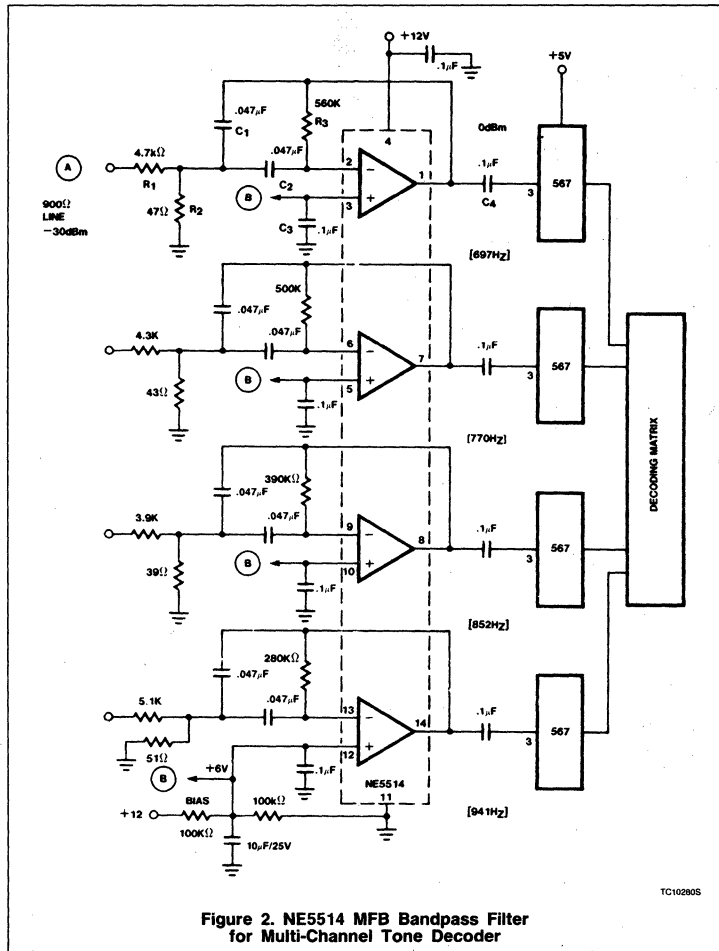 +12V
.1μF
+5V
.047μF
C1
560K
R3
4
0dBm
A
4.7kΩ
R1
.047μF
C2
2
−
1
.1μF
C4
3
567
B
3
+
900Ω
LINE
−30dBm
47Ω
R2
C3
.1μF
[697HZ]
500K
.047μF
.047μF
4.3K
6
−
7
.1μF
3
567
B
5
+
43Ω
.1μF
[770HZ]
DECODING MATRIX
390KΩ
.047μF
.047μF
3.9K
9
−
8
.1μF
3
567
B
10
+
39Ω
.1μF
[852HZ]
280KΩ
.047μF
.047μF
5.1K
13
−
14
.1μF
3
567
51Ω
12
+
B
+6V
.1μF
NE5514
11
+12
BIAS
100KΩ
100kΩ
[941HZ]
10μF/25V
TC10280S
Figure 2. NE5514 MFB Bandpass Filter
for Multi-Channel Tone Decoder